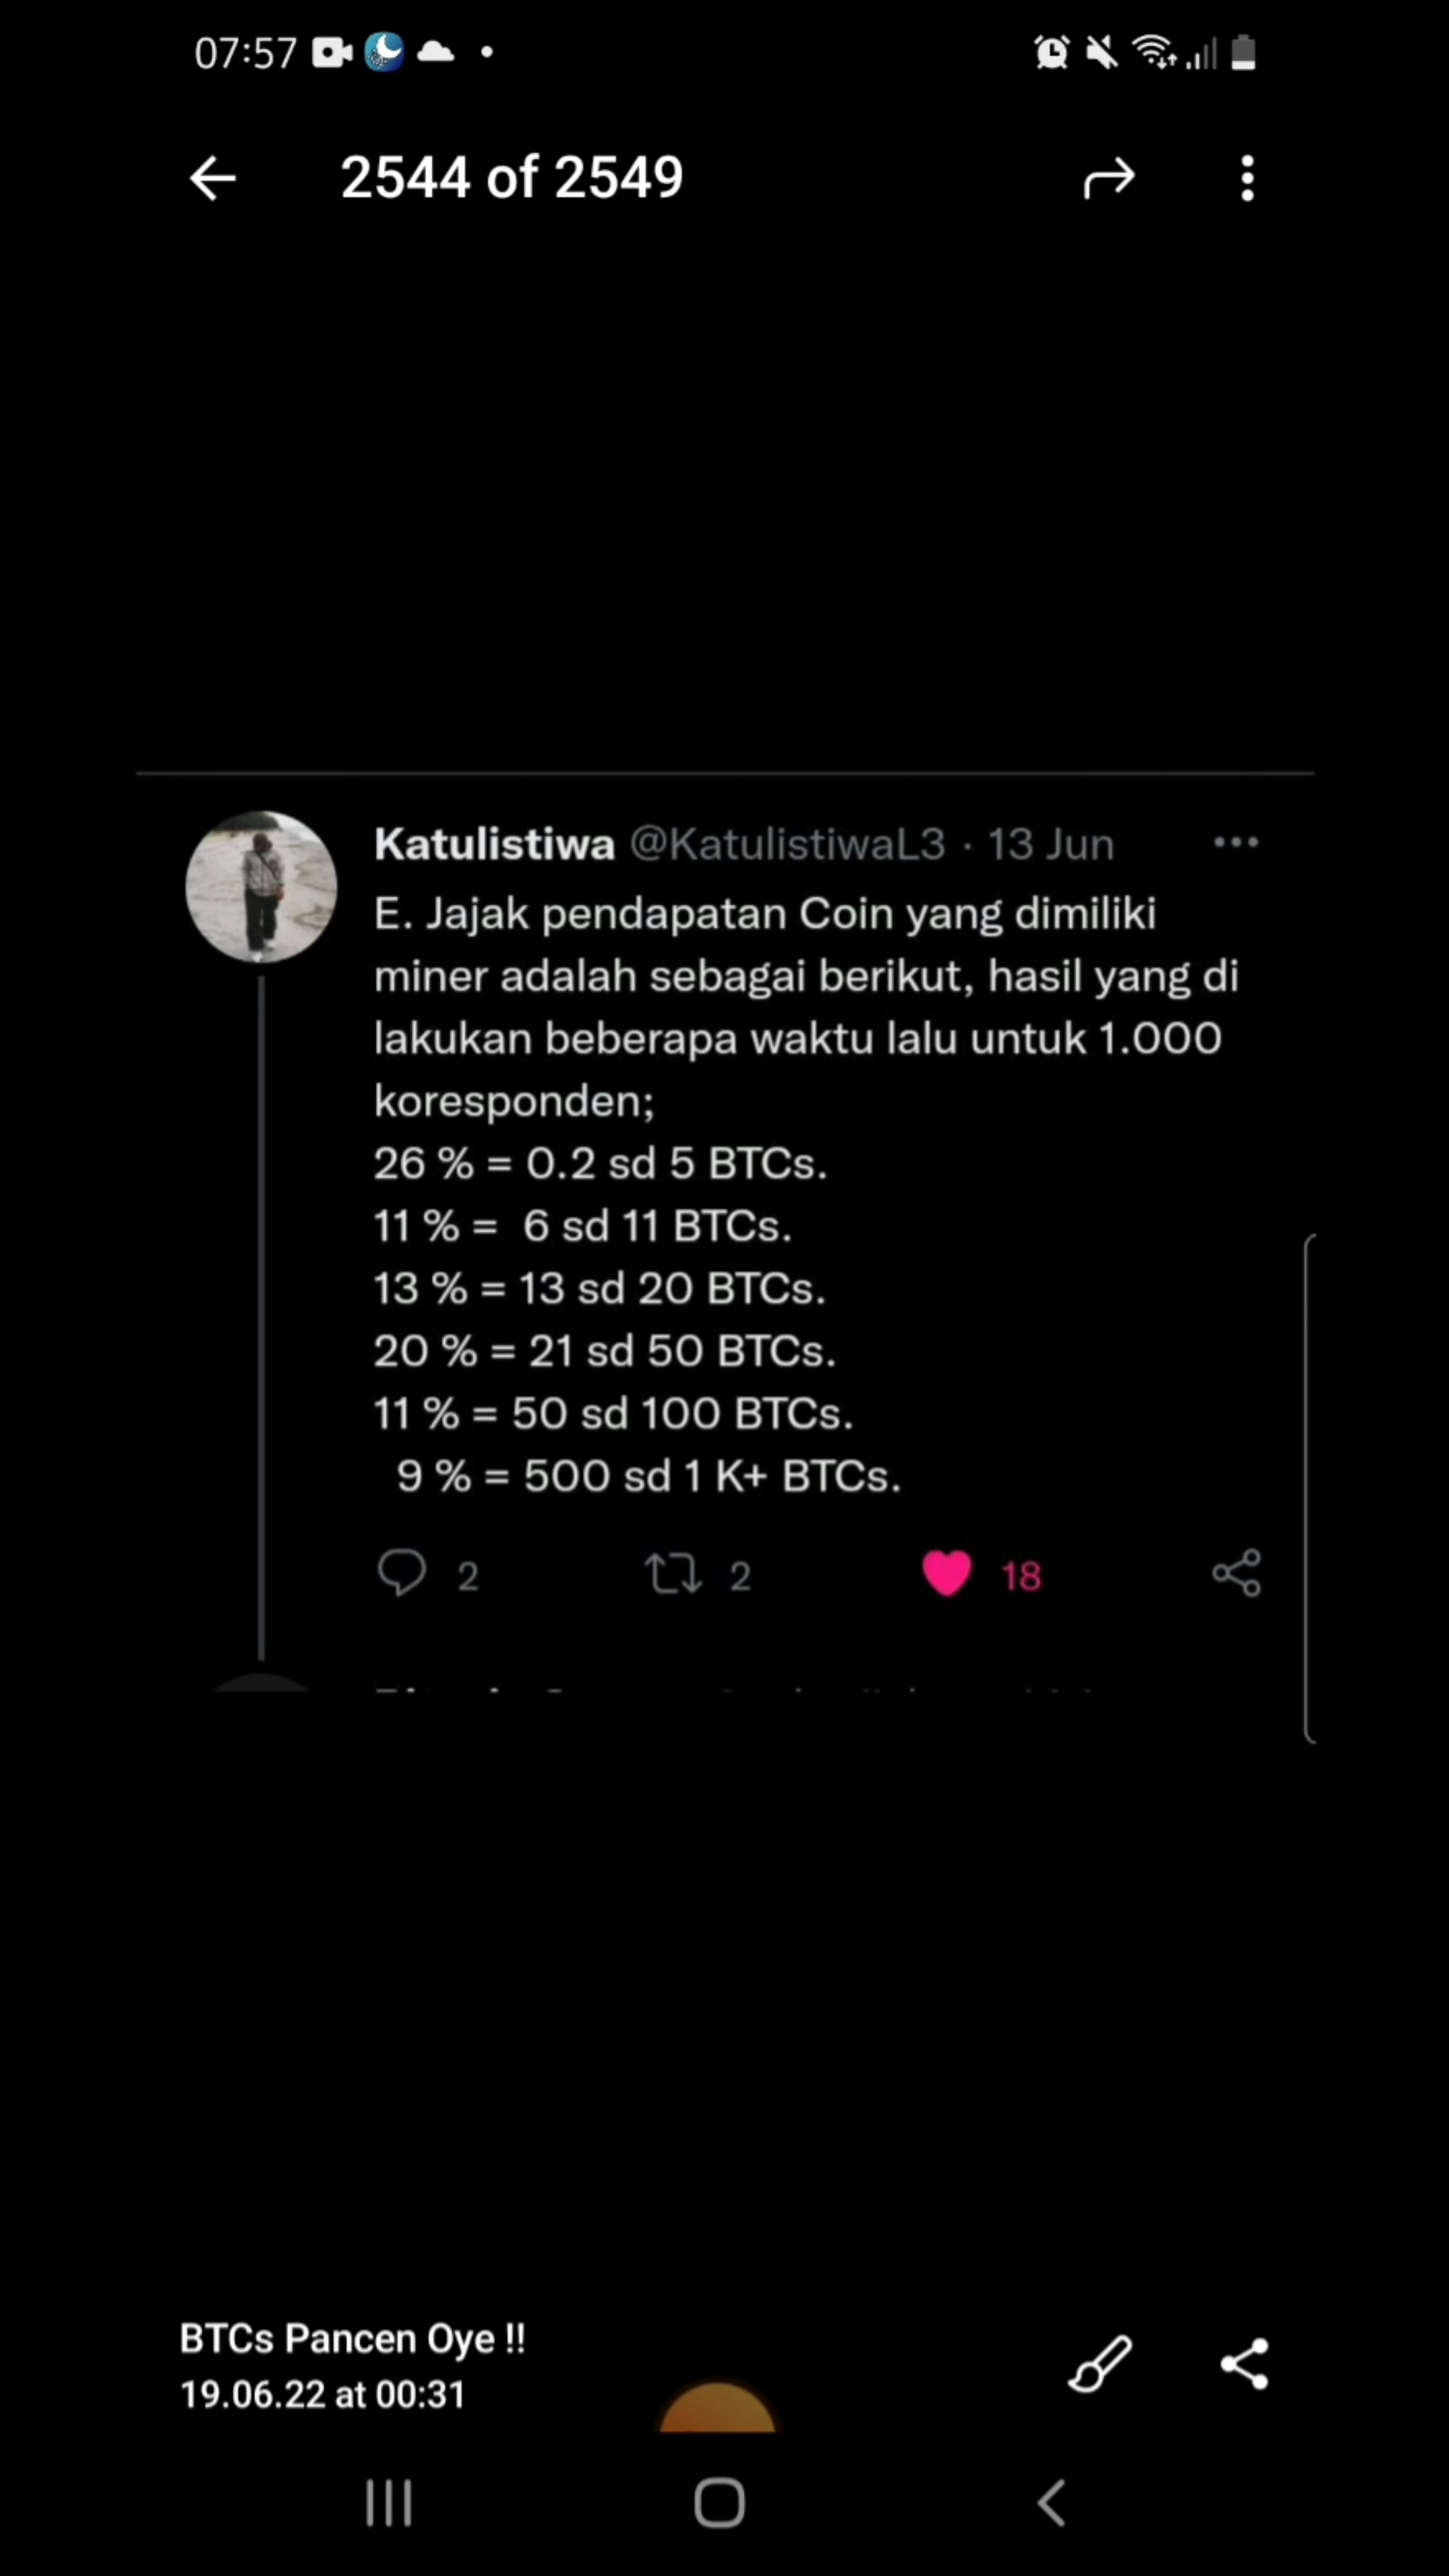 07:57
2544 of 2549
Katulistiwa @KatulistiwaL3 · 13 Jun
E. Jajak pendapatan Coin yang dimiliki
miner adalah sebagai berikut, hasil yang di
lakukan beberapa waktu lalu untuk 1.000
koresponden;
26 % = 0.2 sd 5 BTCs.
11 % =  6 sd 11 BTCs.
13 % = 13 sd 20 BTCs.
20 % = 21 sd 50 BTCs.
11 % = 50 sd 100 BTCs.
9 % = 500 sd 1 K+ BTCs.
2 2 18
BTCs Pancen Oye !!
19.06.22 at 00:31